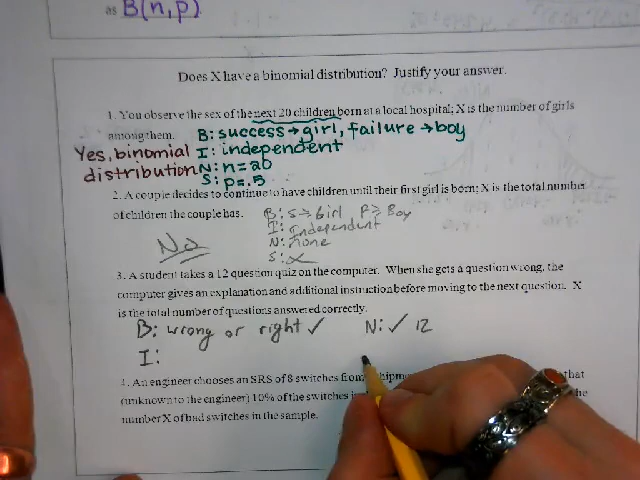 as B(n,p)
Does X have a binomial distribution? Justify your answer.
1. You observe the sex of the next 20 children born at a local hospital; X is the number of girls
among them. B: success → girl, failure → boy
Yes, binomial I: independent
distribution N: n = 20
S: p = .5
2. A couple decides to continue to have children until their first girl is born; X is the total number
of children the couple has. B: S → Girl F → Boy
I: independent
No N: none
S: x
3. A student takes a 12 question quiz on the computer. When she gets a question wrong, the
computer gives an explanation and additional instruction before moving to the next question. X
is the total number of questions answered correctly.
B: wrong or right ✓ N: ✓ 12
I:
4. An engineer chooses an SRS of 8 switches from that
(unknown to the engineer) 10% of the switches the
number X of bad switches in the sample.